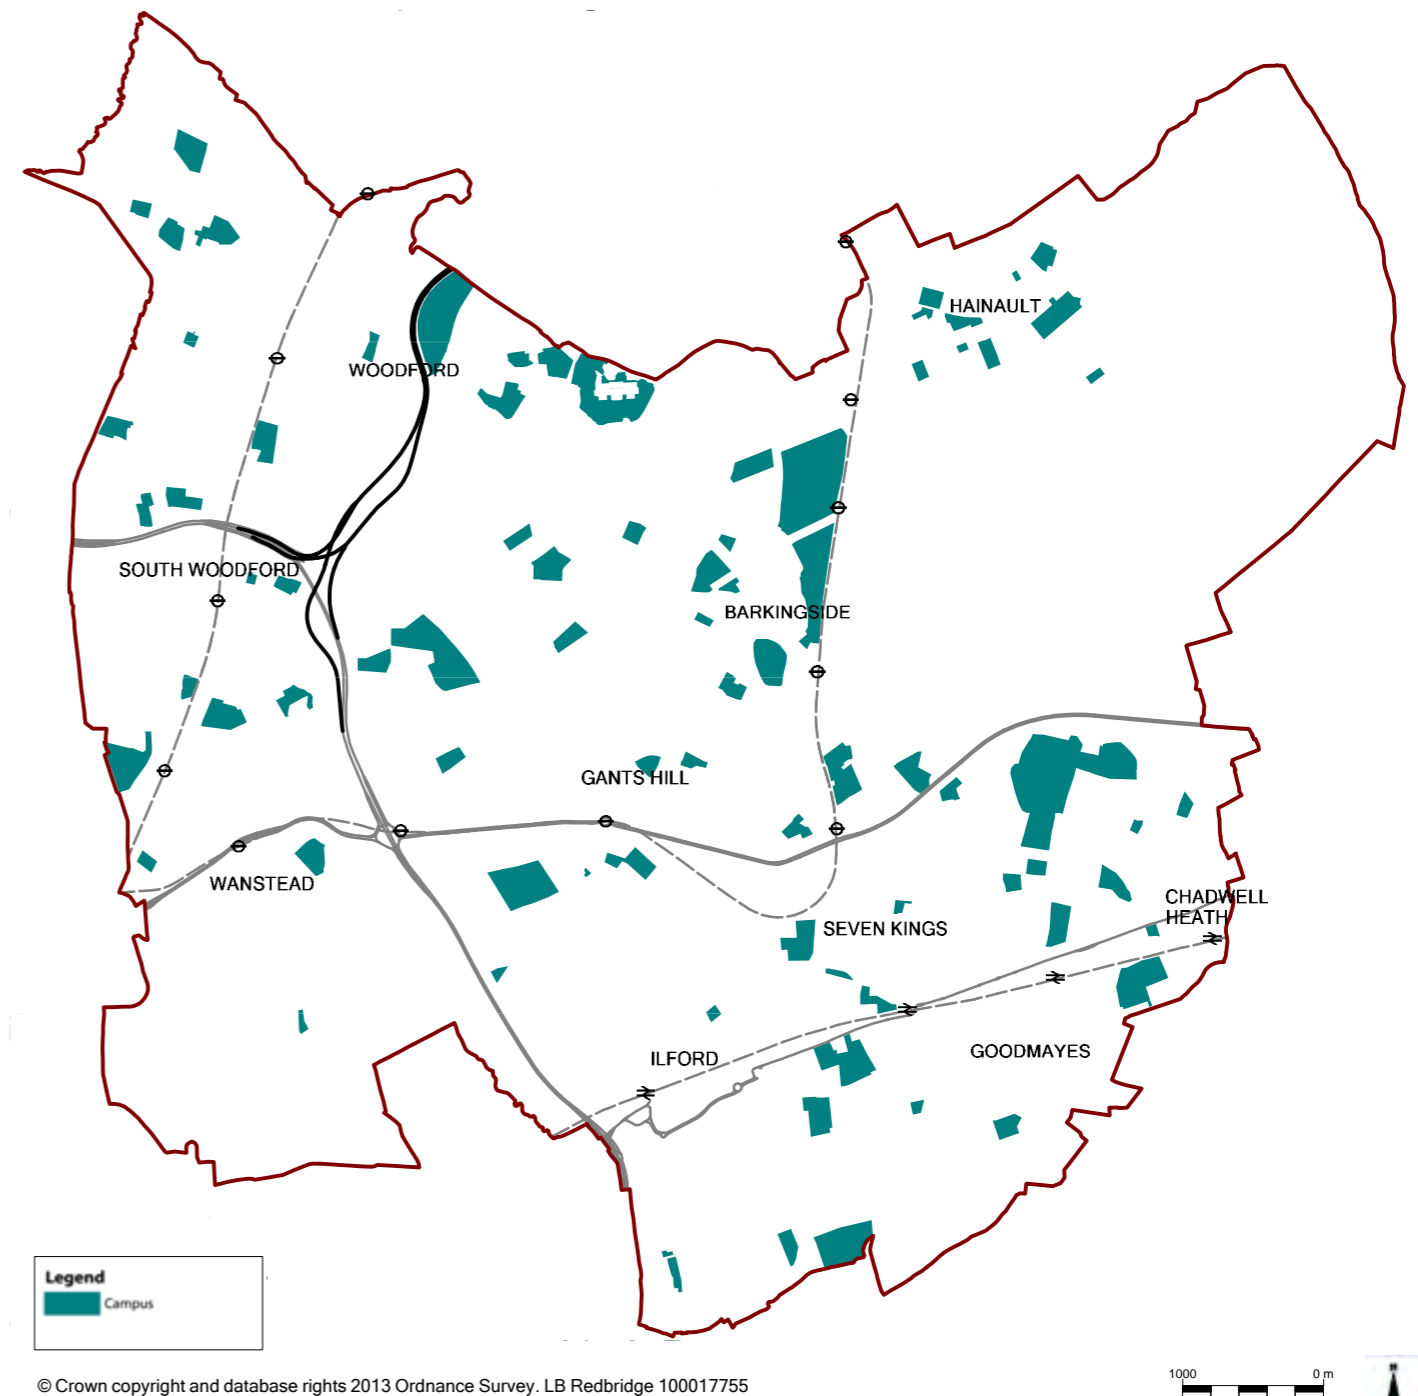 HAINAULT
WOODFORD
SOUTH WOODFORD
BARKINGSIDE
GANTS HILL
WANSTEAD
CHADWELL
HEATH
SEVEN KINGS
GOODMAYES
ILFORD
Legend
Campus
© Crown copyright and database rights 2013 Ordnance Survey. LB Redbridge 100017755
1000 0 m